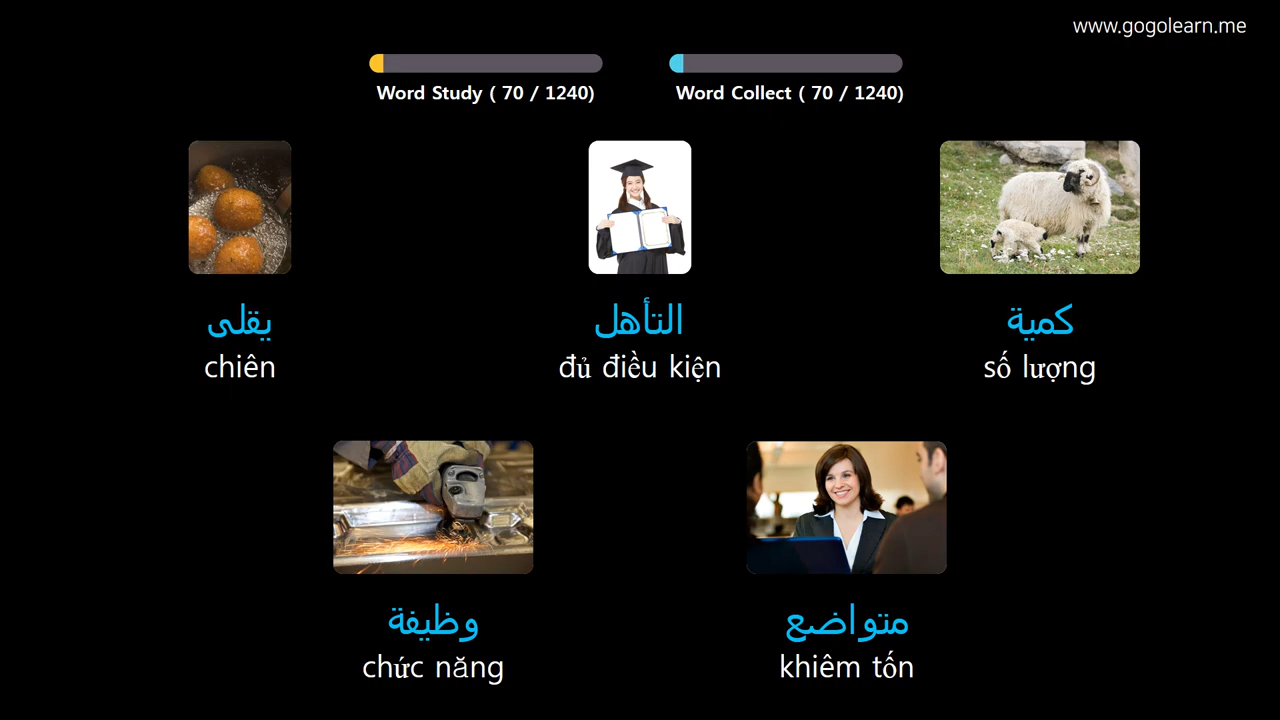 www.gogolearn.me
Word Study ( 70 / 1240)
Word Collect ( 70 / 1240)
يقلى
chiên
التأهل
đủ điều kiện
كمية
số lượng
وظيفة
chức năng
متواضع
khiêm tốn